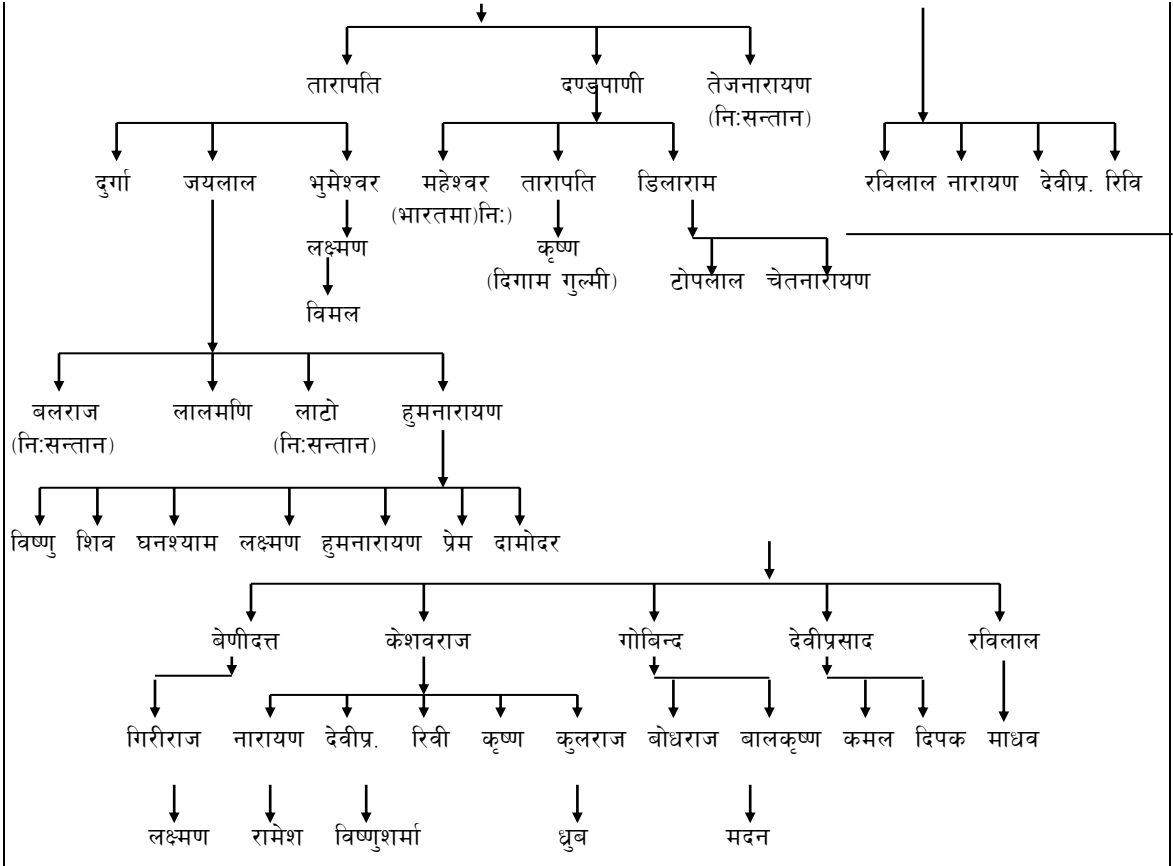 तारापति दण्डपाणी तेजनारायण
(नि:सन्तान)
दुर्गा जयलाल भुमेश्वर महेश्वर तारापति डिलाराम रविलाल नारायण देवीप्र. रिवि
(भारतमा)नि:)
लक्ष्मण कृष्ण
(दिगाम गुल्मी) टोपलाल चेतनारायण
विमल
बलराज लालमणि लाटो हुमनारायण
(नि:सन्तान) (नि:सन्तान)
विष्णु शिव घनश्याम लक्ष्मण हुमनारायण प्रेम दामोदर
बेणीदत्त केशवराज गोबिन्द देवीप्रसाद रविलाल
गिरीराज नारायण देवीप्र. रिवी कृष्ण कुलराज बोधराज बालकृष्ण कमल दिपक माधव
लक्ष्मण रामेश विष्णुशर्मा ध्रुब मदन